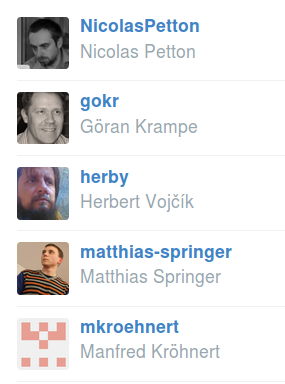 NicolasPetton
Nicolas Petton
gokr
Göran Krampe
herby
Herbert Vojčík
matthias-springer
Matthias Springer
mkroehnert
Manfred Kröhnert